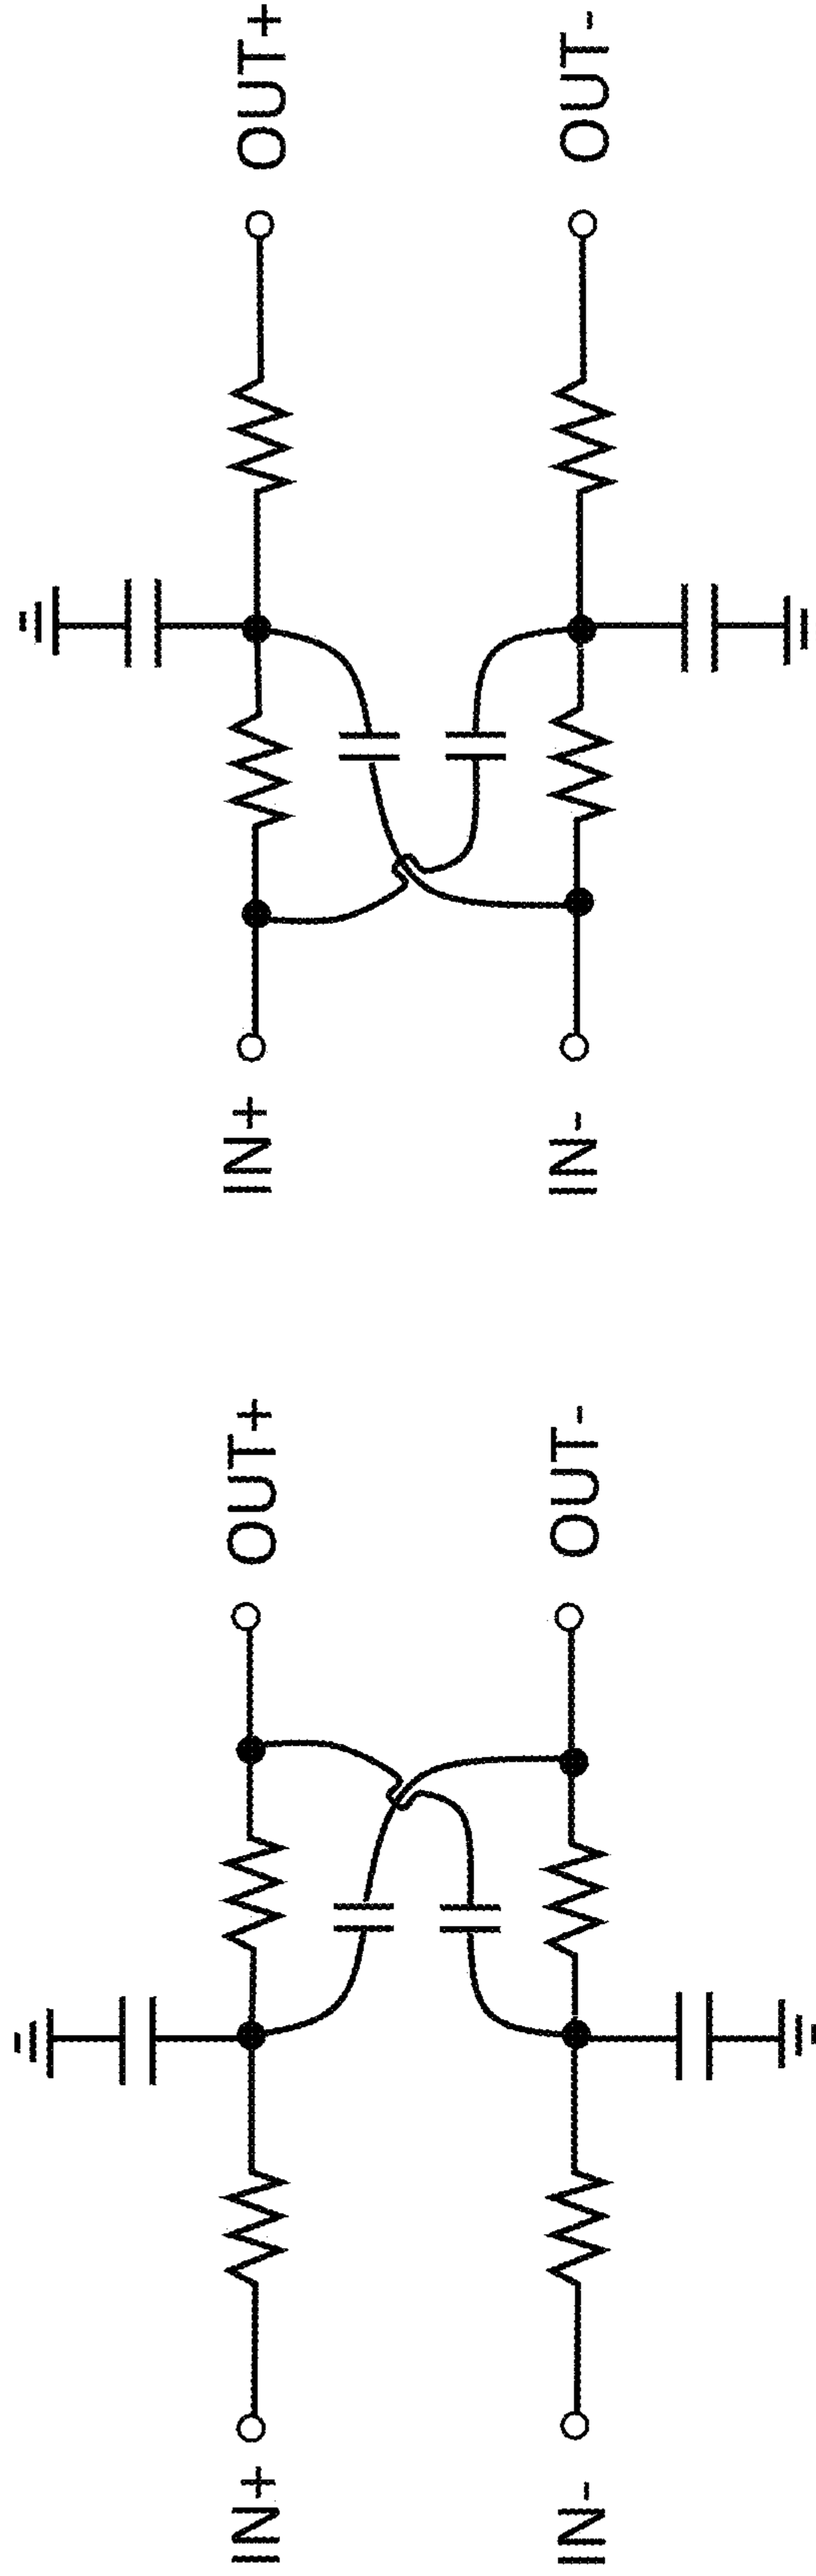 IN+
OUT+
IN-
OUT-
IN+
OUT+
IN-
OUT-